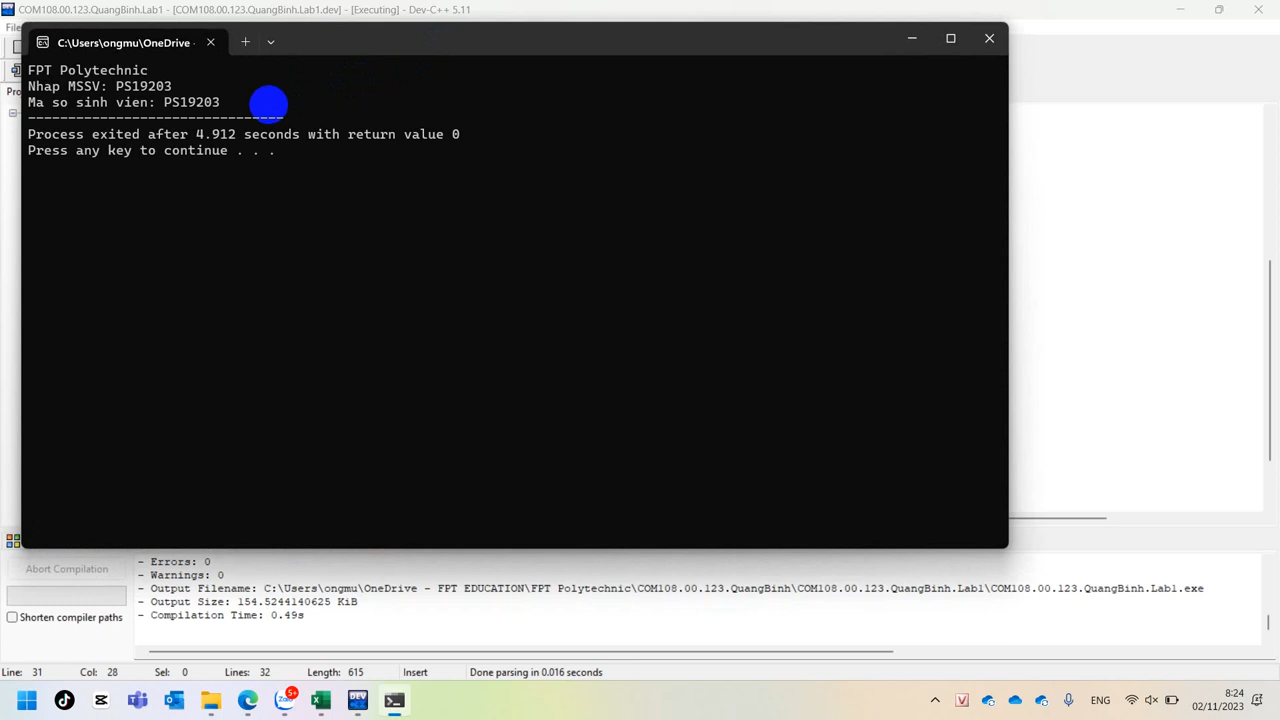 COM108.00.123.QuangBinh.Lab1 - [COM108.00.123.QuangBinh.Lab1.dev] - [Executing] - Dev-C++ 5.11
C:\Users\ongmu\OneDrive -
FPT Polytechnic
Nhap MSSV: PS19203
Ma so sinh vien: PS19203
--------------------------------
Process exited after 4.912 seconds with return value 0
Press any key to continue . . .
- Errors: 0
- Warnings: 0
- Output Filename: C:\Users\ongmu\OneDrive - FPT EDUCATION\FPT Polytechnic\COM108.00.123.QuangBinh\COM108.00.123.QuangBinh.Lab1\COM108.00.123.QuangBinh.Lab1.exe
- Output Size: 154.5244140625 KiB
- Compilation Time: 0.49s
Abort Compilation
Shorten compiler paths
Line: 31 Col: 28 Sel: 0 Lines: 32 Length: 615 Insert Done parsing in 0.016 seconds
5+
Zalo
DEV
V
ENG
8:24
02/11/2023